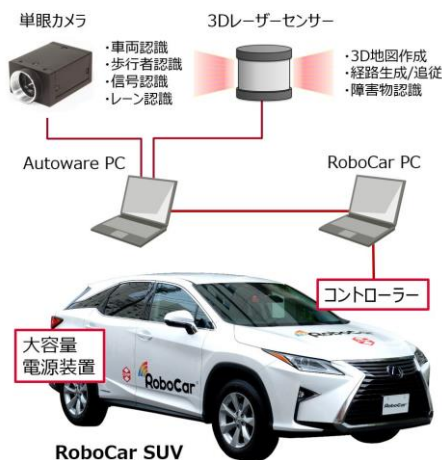 単眼カメラ
・車両認識
・歩行者認識
・信号認識
・レーン認識
3Dレーザーセンサー
・3D地図作成
・経路生成/追従
・障害物認識
Autoware PC
RoboCar PC
コントローラー
大容量
電源装置
RoboCar
RoboCar
RoboCar
RoboCar SUV